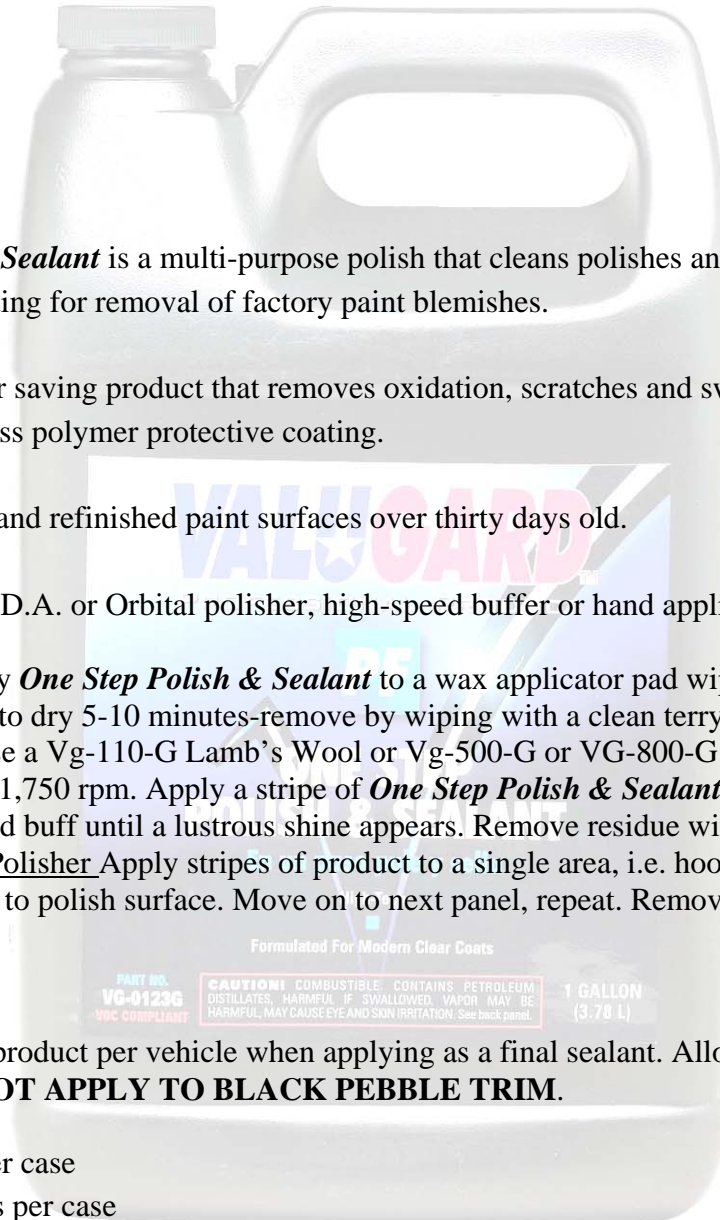 Sealant is a multi-purpose polish that cleans polishes an
ing for removal of factory paint blemishes.
r saving product that removes oxidation, scratches and sw
ss polymer protective coating.
VALUGARD
TM
and refinished paint surfaces over thirty days old.
D.A. or Orbital polisher, high-speed buffer or hand appli
y One Step Polish & Sealant to a wax applicator pad wip
to dry 5-10 minutes-remove by wiping with a clean terry
e a Vg-110-G Lamb’s Wool or Vg-500-G or VG-800-G
ONE STEP
1,750 rpm. Apply a stripe of One Step Polish & Sealant
POLISH & SEALANT
d buff until a lustrous shine appears. Remove residue wi
Polisher Apply stripes of product to a single area, i.e. hoo
to polish surface. Move on to next panel, repeat. Remov
Formulated For Modern Clear Coats
PART NO.
VG-0123G
VOC COMPLIANT
CAUTION! COMBUSTIBLE. CONTAINS PETROLEUM
DISTILLATES, HARMFUL IF SWALLOWED. VAPOR MAY BE
HARMFUL, MAY CAUSE EYE AND SKIN IRRITATION. See back panel.
1 GALLON
(3.78 L)
product per vehicle when applying as a final sealant. Allo
OT APPLY TO BLACK PEBBLE TRIM.
er case
s per case